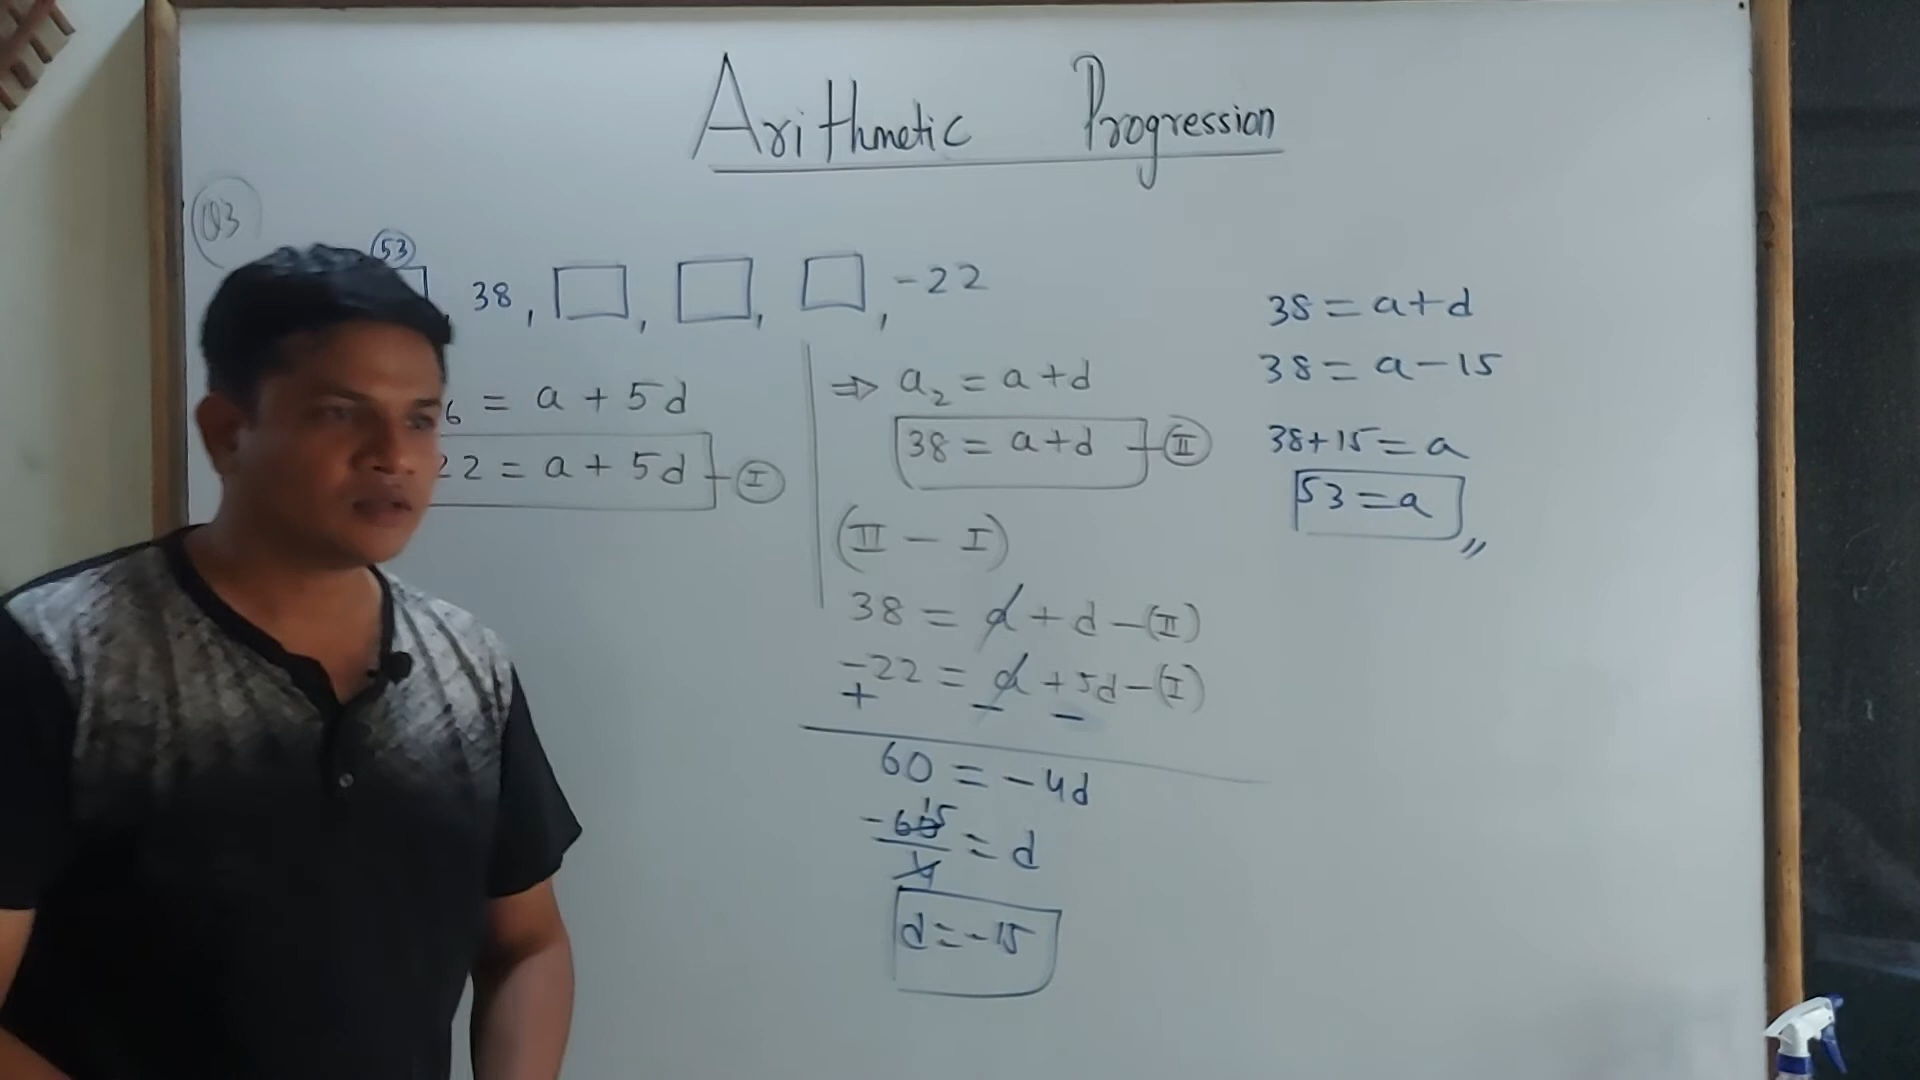 Arithmetic Progression
Q3
53
, 38, □, □, □, -22
6 = a + 5d
22 = a + 5d - I
⇒ a₂ = a + d
38 = a + d - II
(II - I)
38 = a + d - (II)
-22 = a + 5d - (I)
+ - -
60 = -4d
-60/4 = d
15
d = -15
38 = a + d
38 = a - 15
38 + 15 = a
53 = a